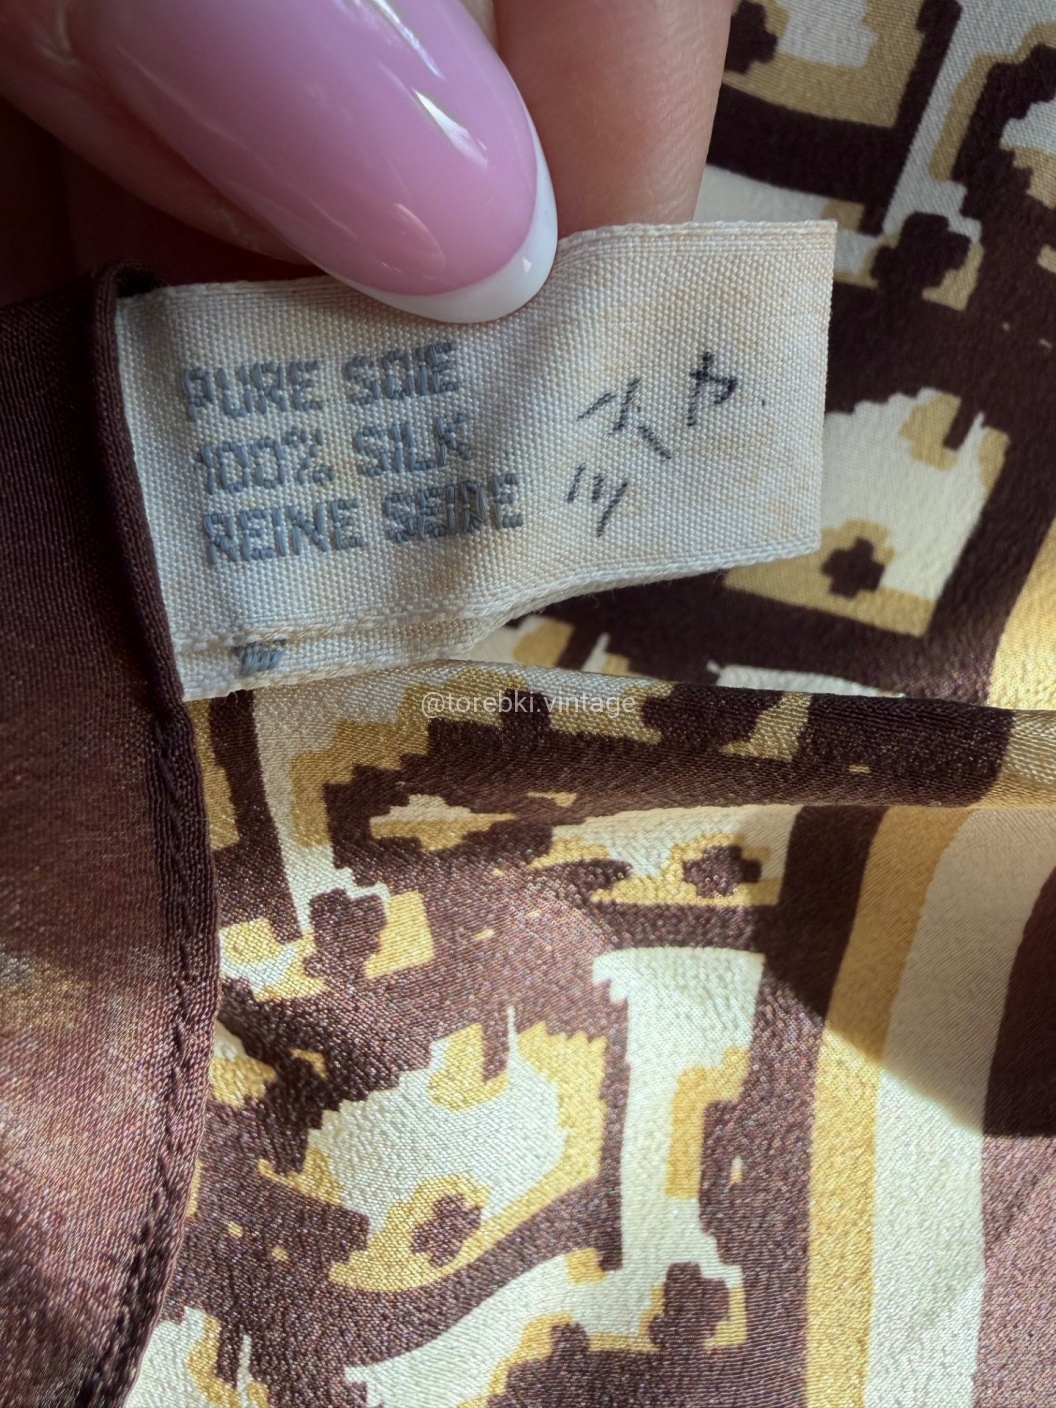 PURE SOIE
100% SILK
REINE SEIDE
@torebki.vintage